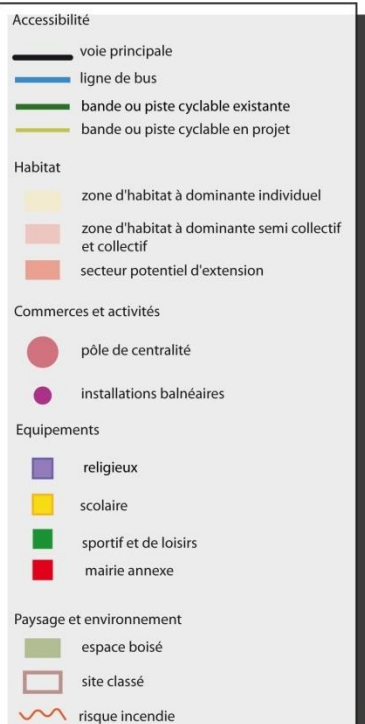 Accessibilité
voie principale
ligne de bus
bande ou piste cyclable existante
bande ou piste cyclable en projet
Habitat
zone d'habitat à dominante individuel
zone d'habitat à dominante semi collectif
et collectif
secteur potentiel d'extension
Commerces et activités
pôle de centralité
installations balnéaires
Equipements
religieux
scolaire
sportif et de loisirs
mairie annexe
Paysage et environnement
espace boisé
site classé
risque incendie